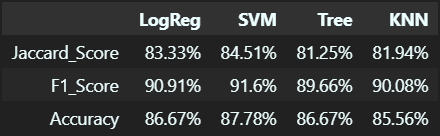 LogReg SVM Tree KNN
Jaccard_Score 83.33% 84.51% 81.25% 81.94%
F1_Score 90.91% 91.6% 89.66% 90.08%
Accuracy 86.67% 87.78% 86.67% 85.56%